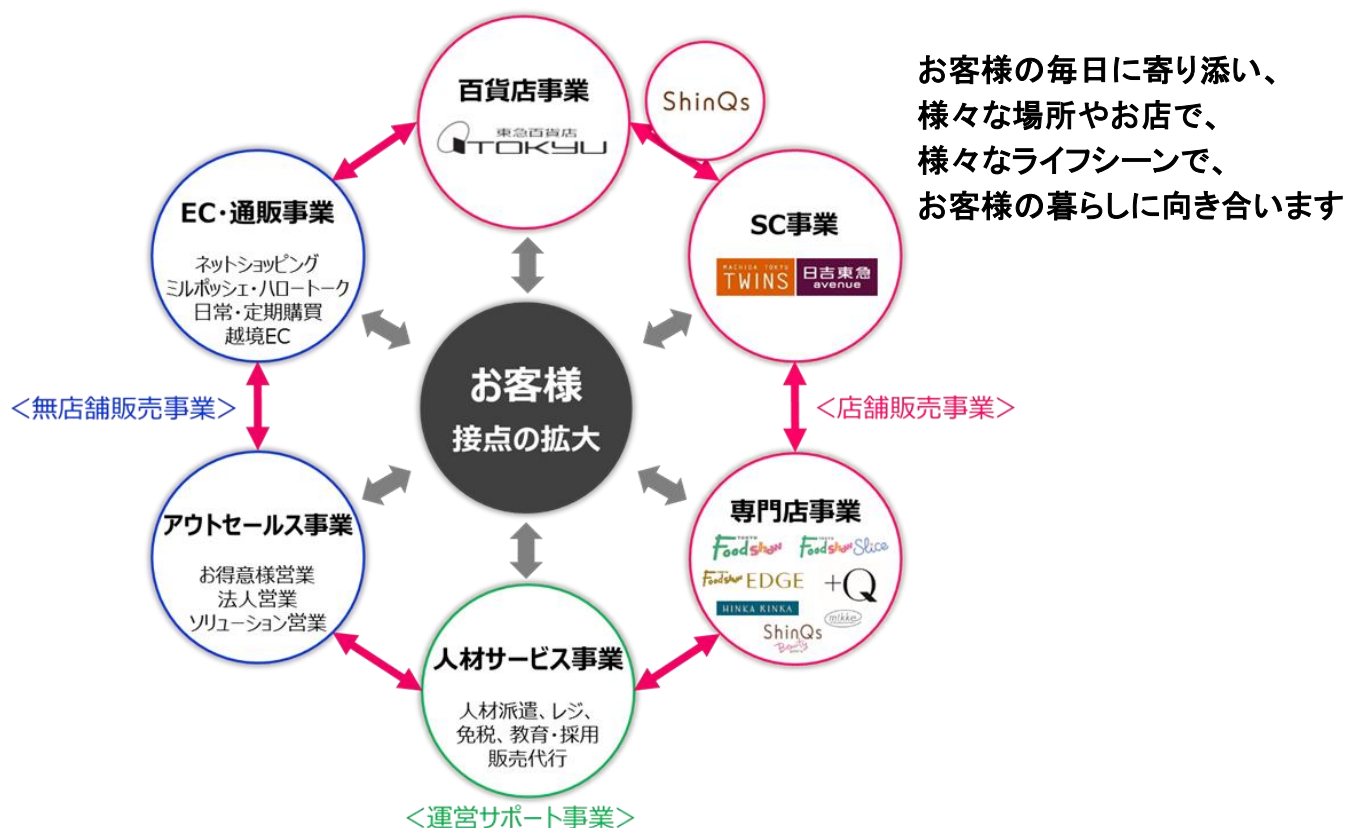 お客様の毎日に寄り添い、
様々な場所やお店で、
様々なライフシーンで、
お客様の暮らしに向き合います
百貨店事業
東急百貨店
TOKYU
ShinQs
EC・通販事業
ネットショッピング
ミルポッシェ・ハロートーク
日常・定期購買
越境EC
SC事業
MACHIDA TOKYU
TWINS
日吉東急
avenue
お客様
接点の拡大
＜無店舗販売事業＞
＜店舗販売事業＞
アウトセールス事業
お得意様営業
法人営業
ソリューション営業
専門店事業
TOKYU
Foodshow
Foodshow Slice
Foodshow EDGE
+Q
HINKA RINKA
mikke
ShinQs
Beauty
人材サービス事業
人材派遣、レジ、
免税、教育・採用
販売代行
＜運営サポート事業＞